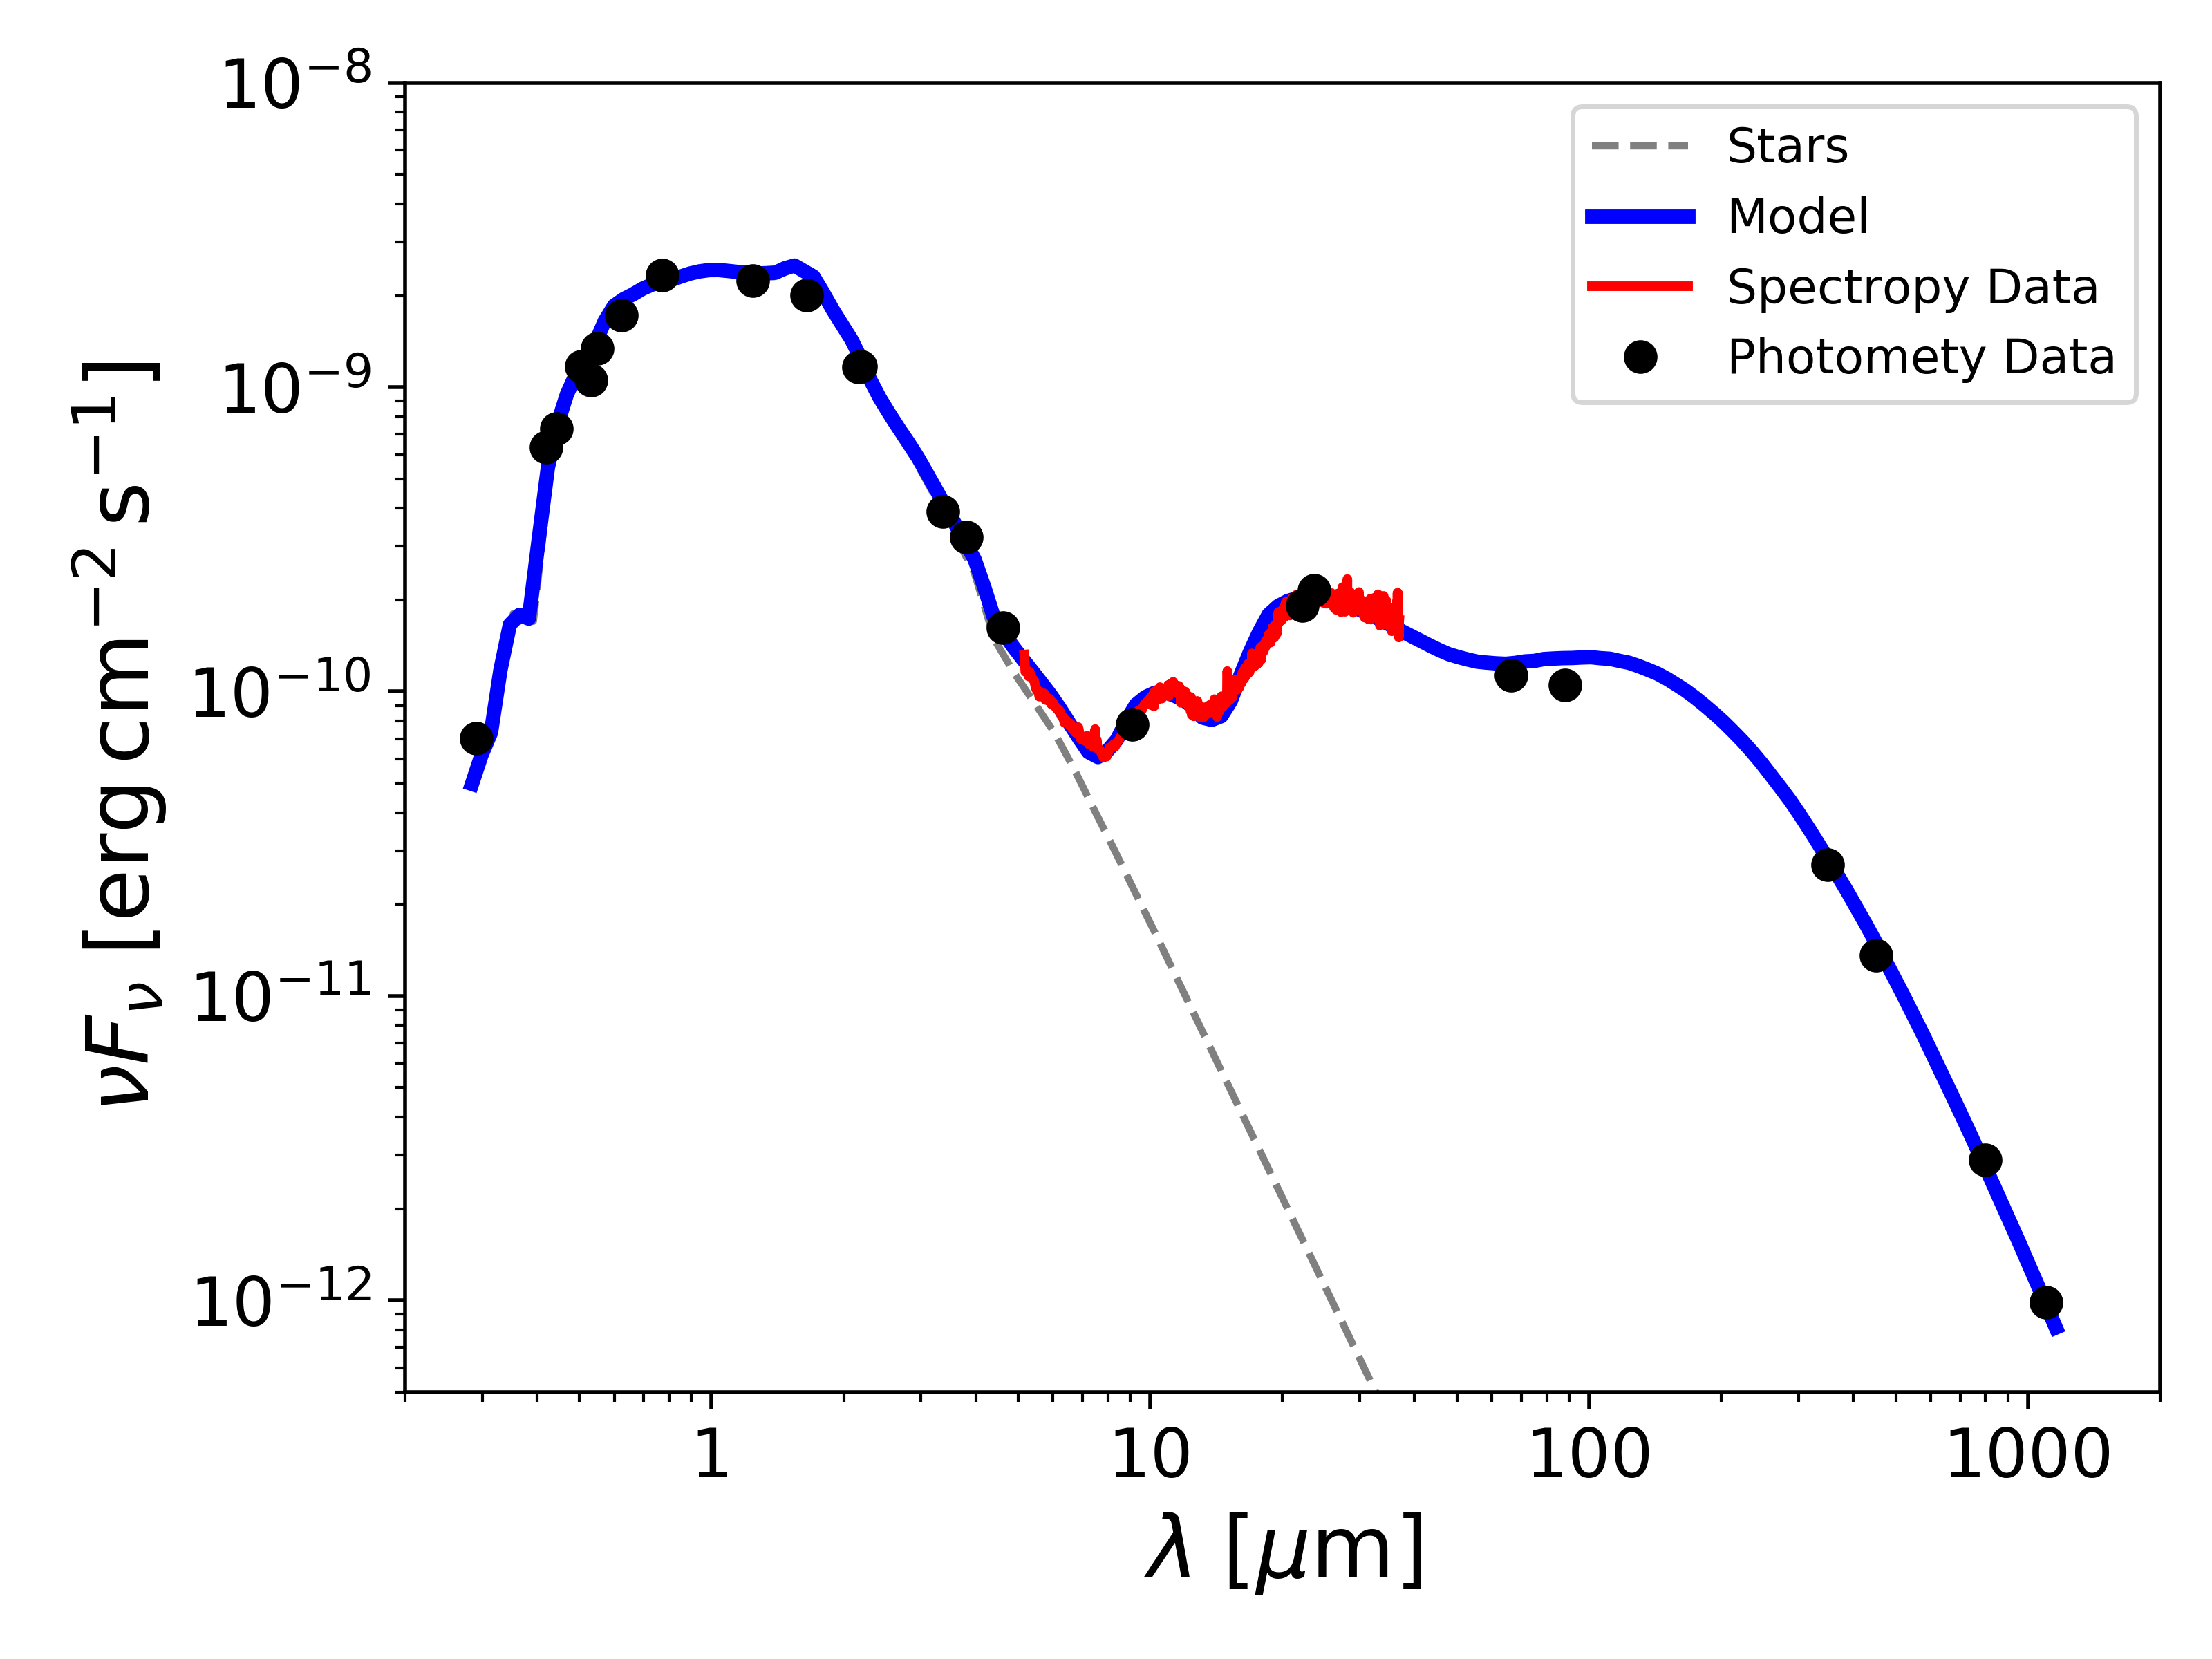 10⁻⁸
10⁻⁹
10⁻¹⁰
10⁻¹¹
10⁻¹²
νFν [erg cm⁻² s⁻¹]
Stars
Model
Spectropy Data
Photomety Data
1
10
100
1000
λ [μm]